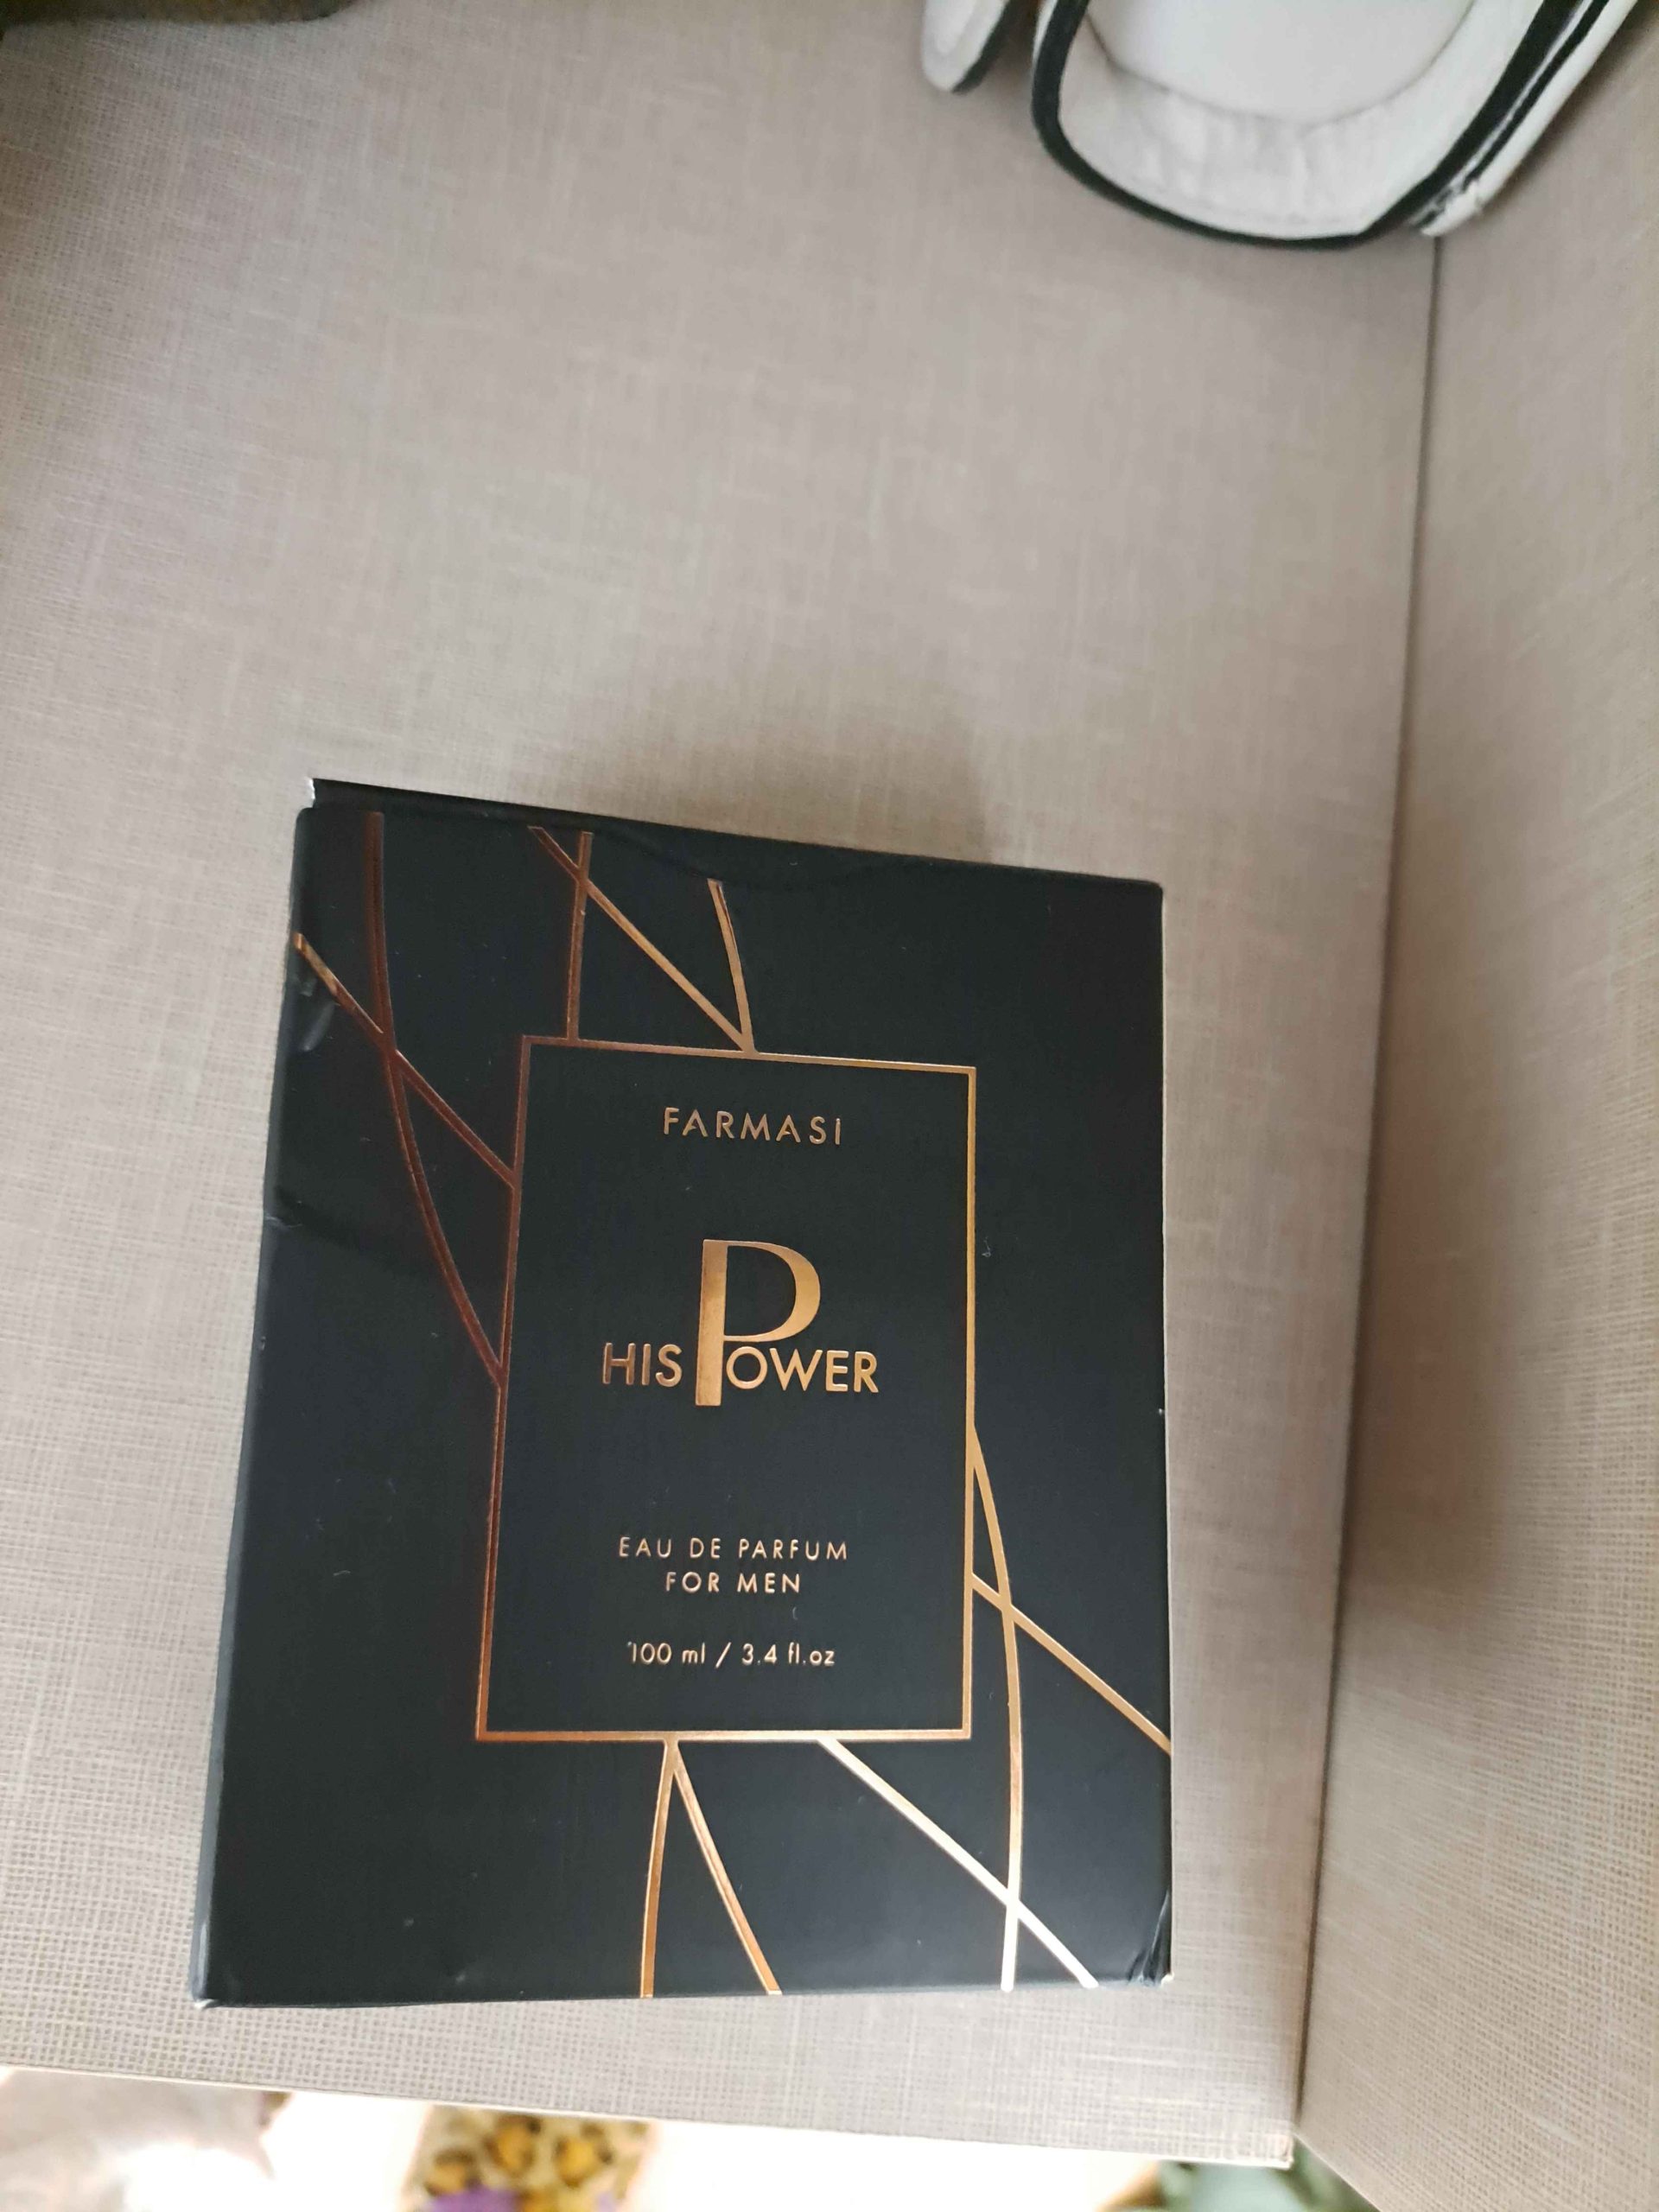 FARMASi
HIS POWER
EAU DE PARFUM
FOR MEN
100 ml / 3.4 fl.oz